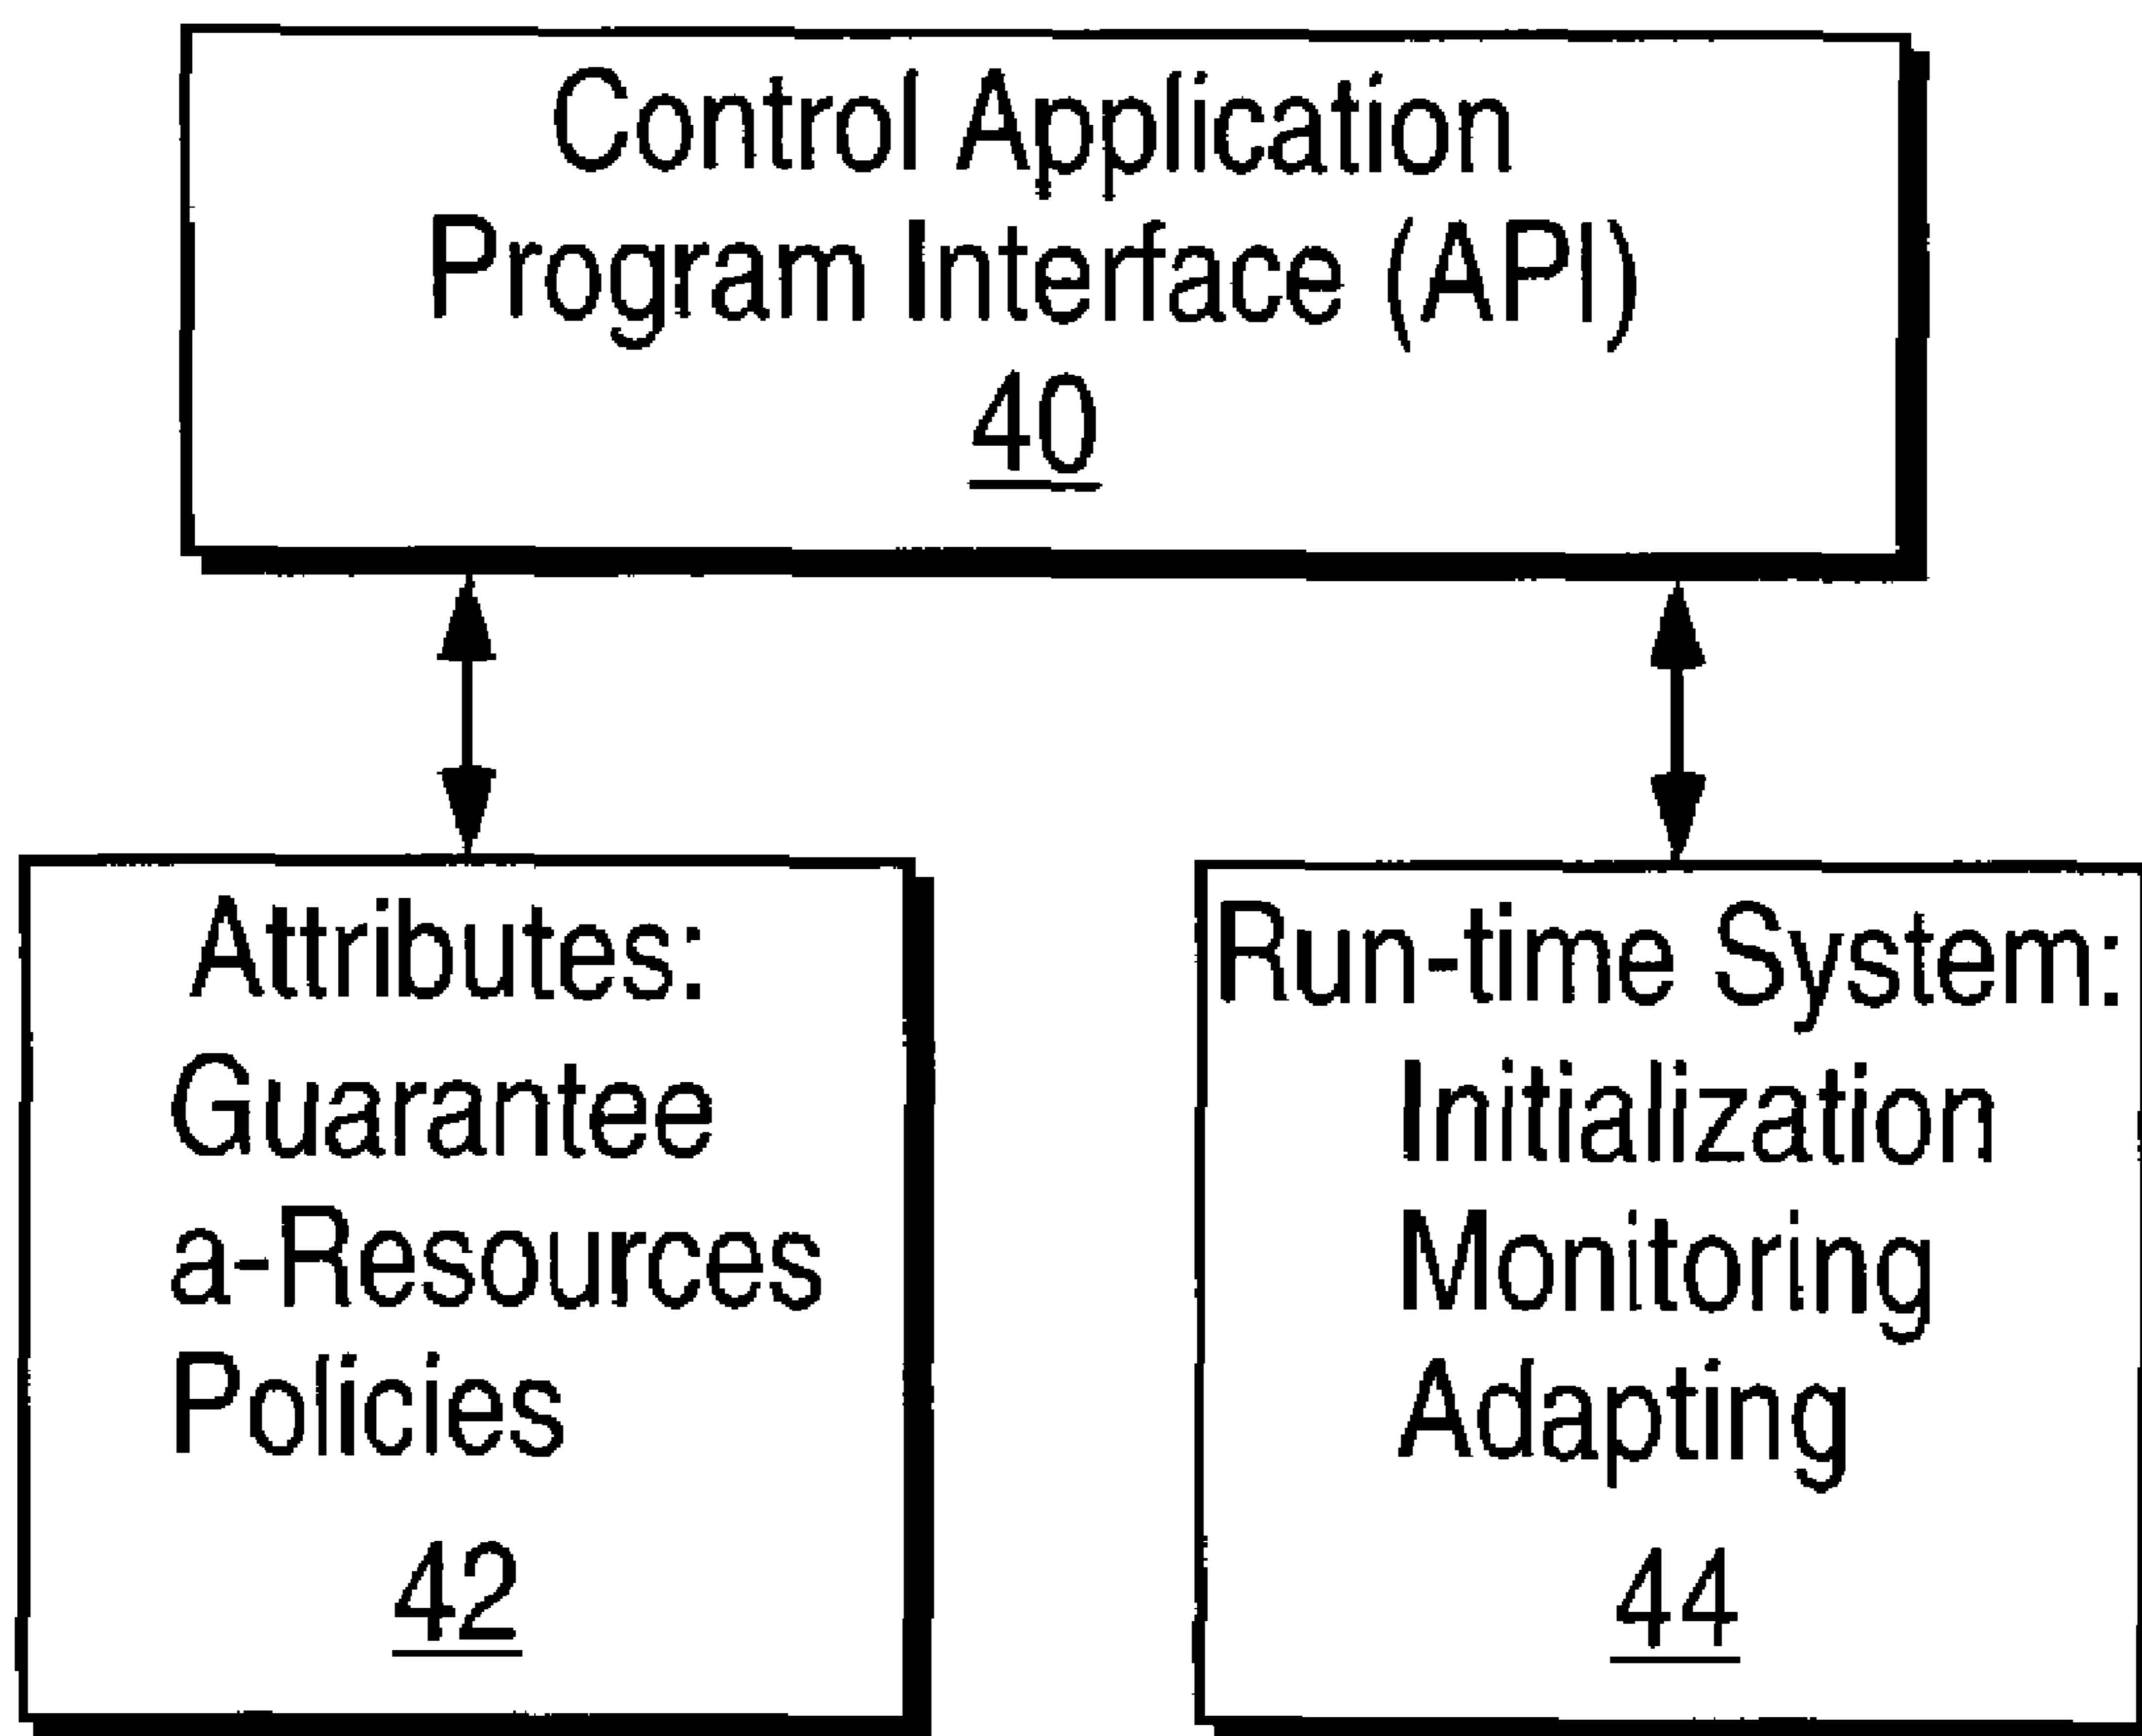 Control Application
Program Interface (API)
40
Attributes:
Guarantee
a-Resources
Policies
42
Run-time System:
Initialization
Monitoring
Adapting
44